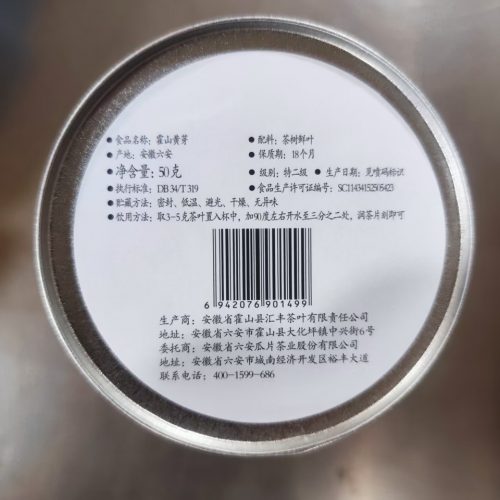 ● 食品名称：霍山黄芽 ● 配料：茶树鲜叶
● 产地：安徽六安 ● 保质期：18个月
● 净含量：50克 ● 级别：特二级 ● 生产日期：见喷码标识
● 执行标准：DB34/T 319 ● 食品生产许可证编号：SC11434152505423
● 贮藏方法：密封、低温、避光、干燥、无异味
● 饮用方法：取3-5克茶叶置入杯中，加90度左右开水至三分之二处，润茶片刻即可
6 942076 901499
生产商：安徽省霍山县汇丰茶叶有限责任公司
地址：安徽省六安市霍山县大化坪镇中兴街6号
委托商：安徽省六安瓜片茶业股份有限公司
地址：安徽省六安市城南经济开发区裕丰大道
联系电话：400-1599-686